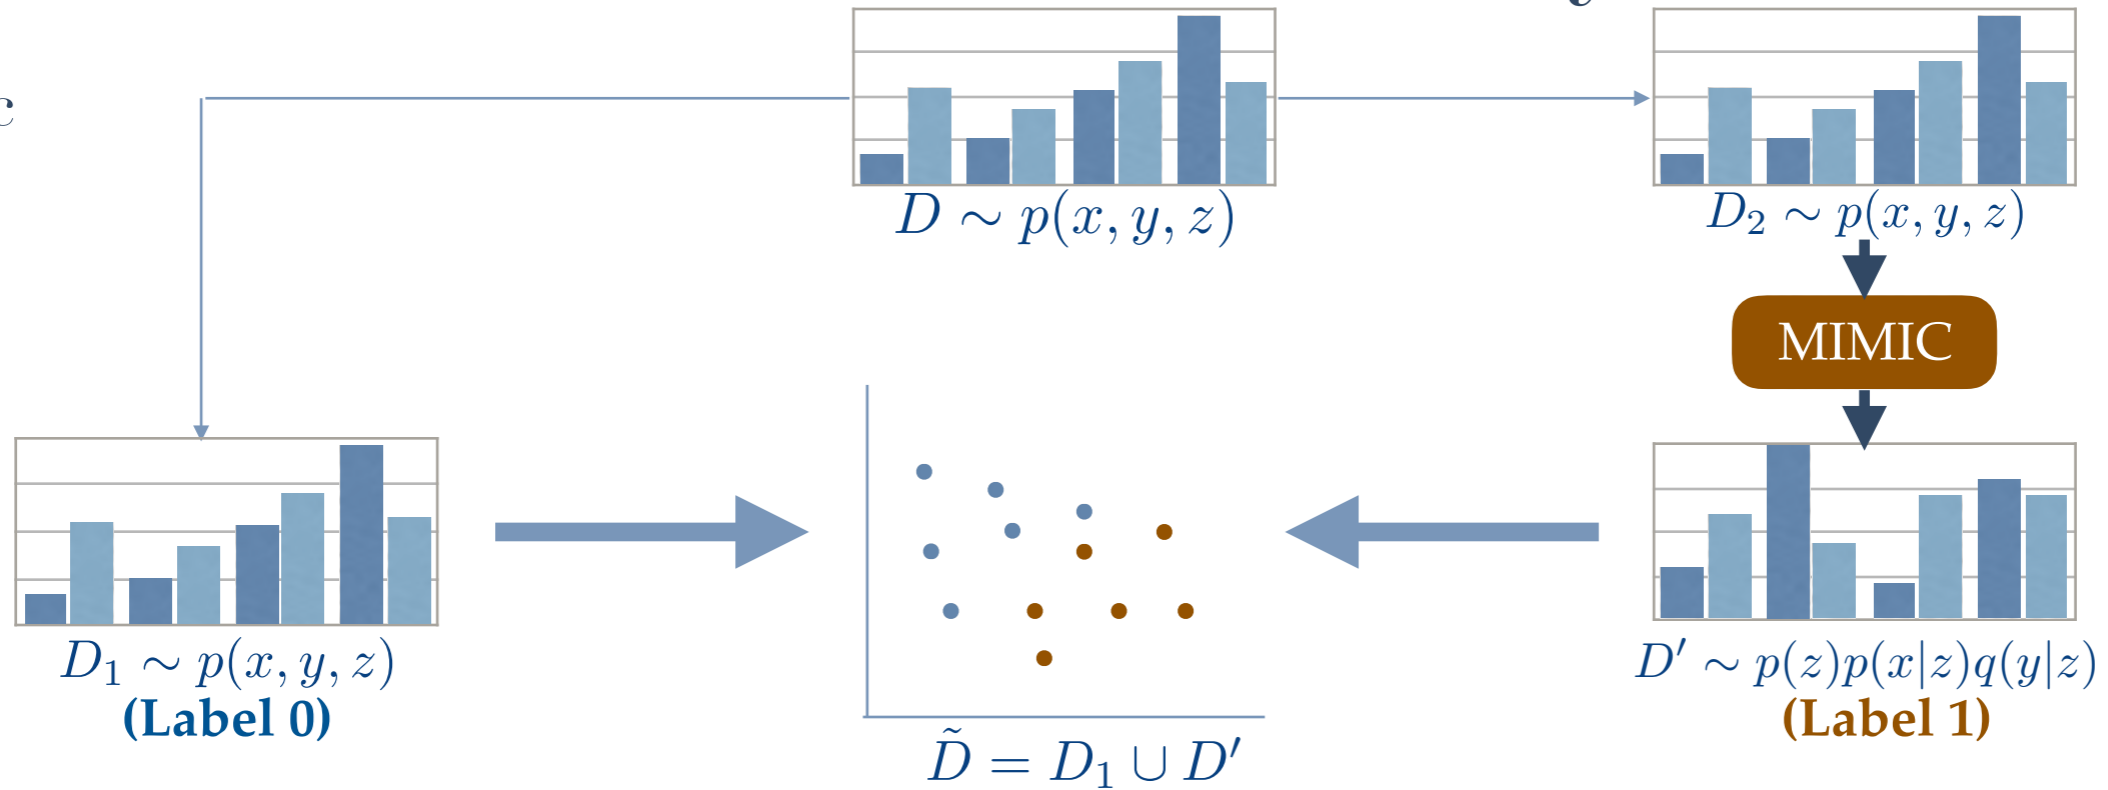 D ∼ p(x, y, z)
D₂ ∼ p(x, y, z)
MIMIC
D₁ ∼ p(x, y, z)
(Label 0)
D′ ∼ p(z)p(x|z)q(y|z)
(Label 1)
D̃ = D₁ ∪ D′